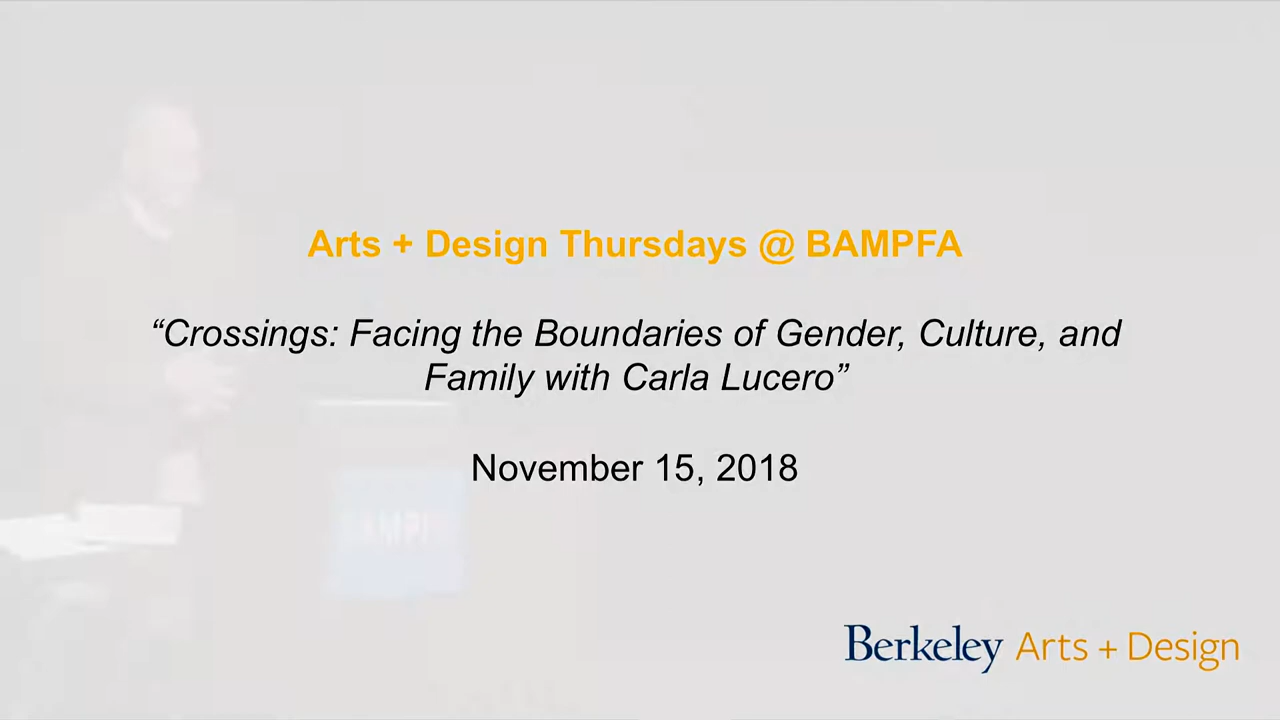 Arts + Design Thursdays @ BAMPFA
“Crossings: Facing the Boundaries of Gender, Culture, and
Family with Carla Lucero”
November 15, 2018
BAMPFA
Berkeley Arts + Design